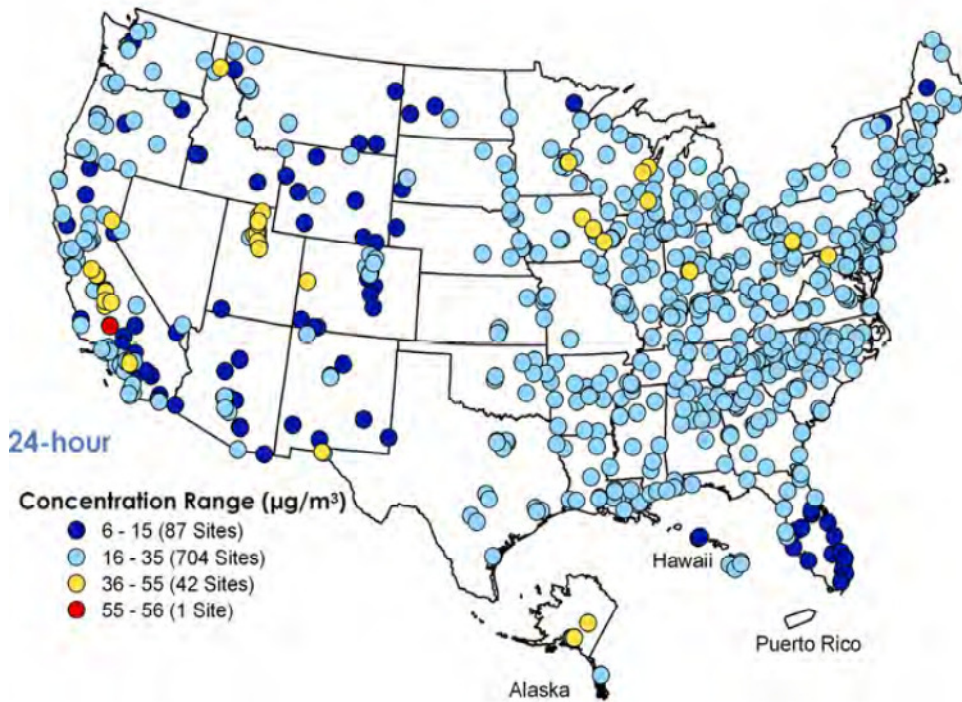 24-hour
Concentration Range (µg/m³)
6 - 15 (87 Sites)
16 - 35 (704 Sites)
36 - 55 (42 Sites)
55 - 56 (1 Site)
Hawaii
Puerto Rico
Alaska